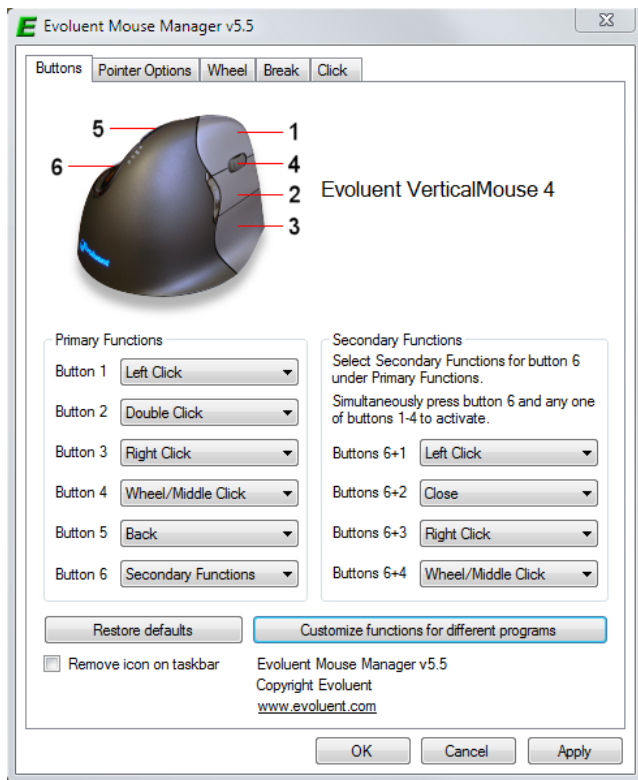 Evoluent Mouse Manager v5.5
Buttons Pointer Options Wheel Break Click
5
1
6
4
2
3
Evoluent VerticalMouse 4
Evoluent
Primary Functions
Button 1 Left Click
Button 2 Double Click
Button 3 Right Click
Button 4 Wheel/Middle Click
Button 5 Back
Button 6 Secondary Functions
Secondary Functions
Select Secondary Functions for button 6
under Primary Functions.
Simultaneously press button 6 and any one
of buttons 1-4 to activate.
Buttons 6+1 Left Click
Buttons 6+2 Close
Buttons 6+3 Right Click
Buttons 6+4 Wheel/Middle Click
Restore defaults Customize functions for different programs
Remove icon on taskbar
Evoluent Mouse Manager v5.5
Copyright Evoluent
www.evoluent.com
OK Cancel Apply